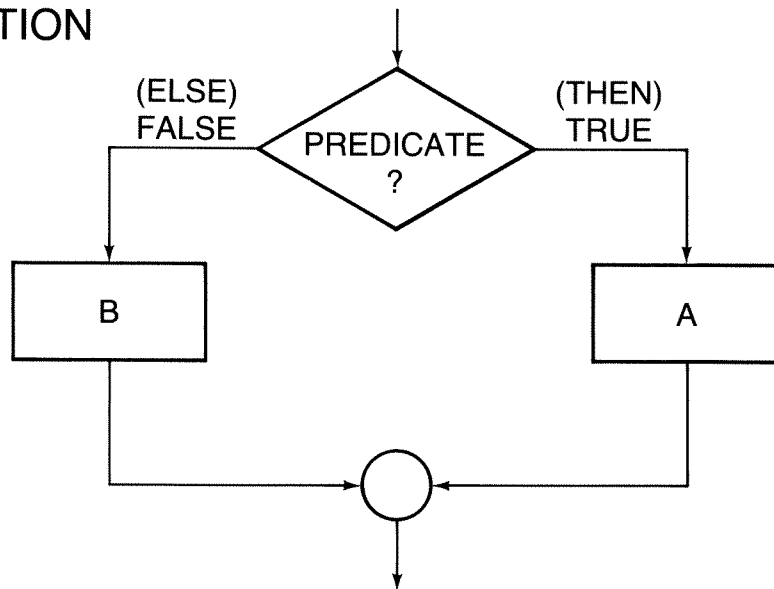 TION
(ELSE)
FALSE
PREDICATE
?
(THEN)
TRUE
B
A